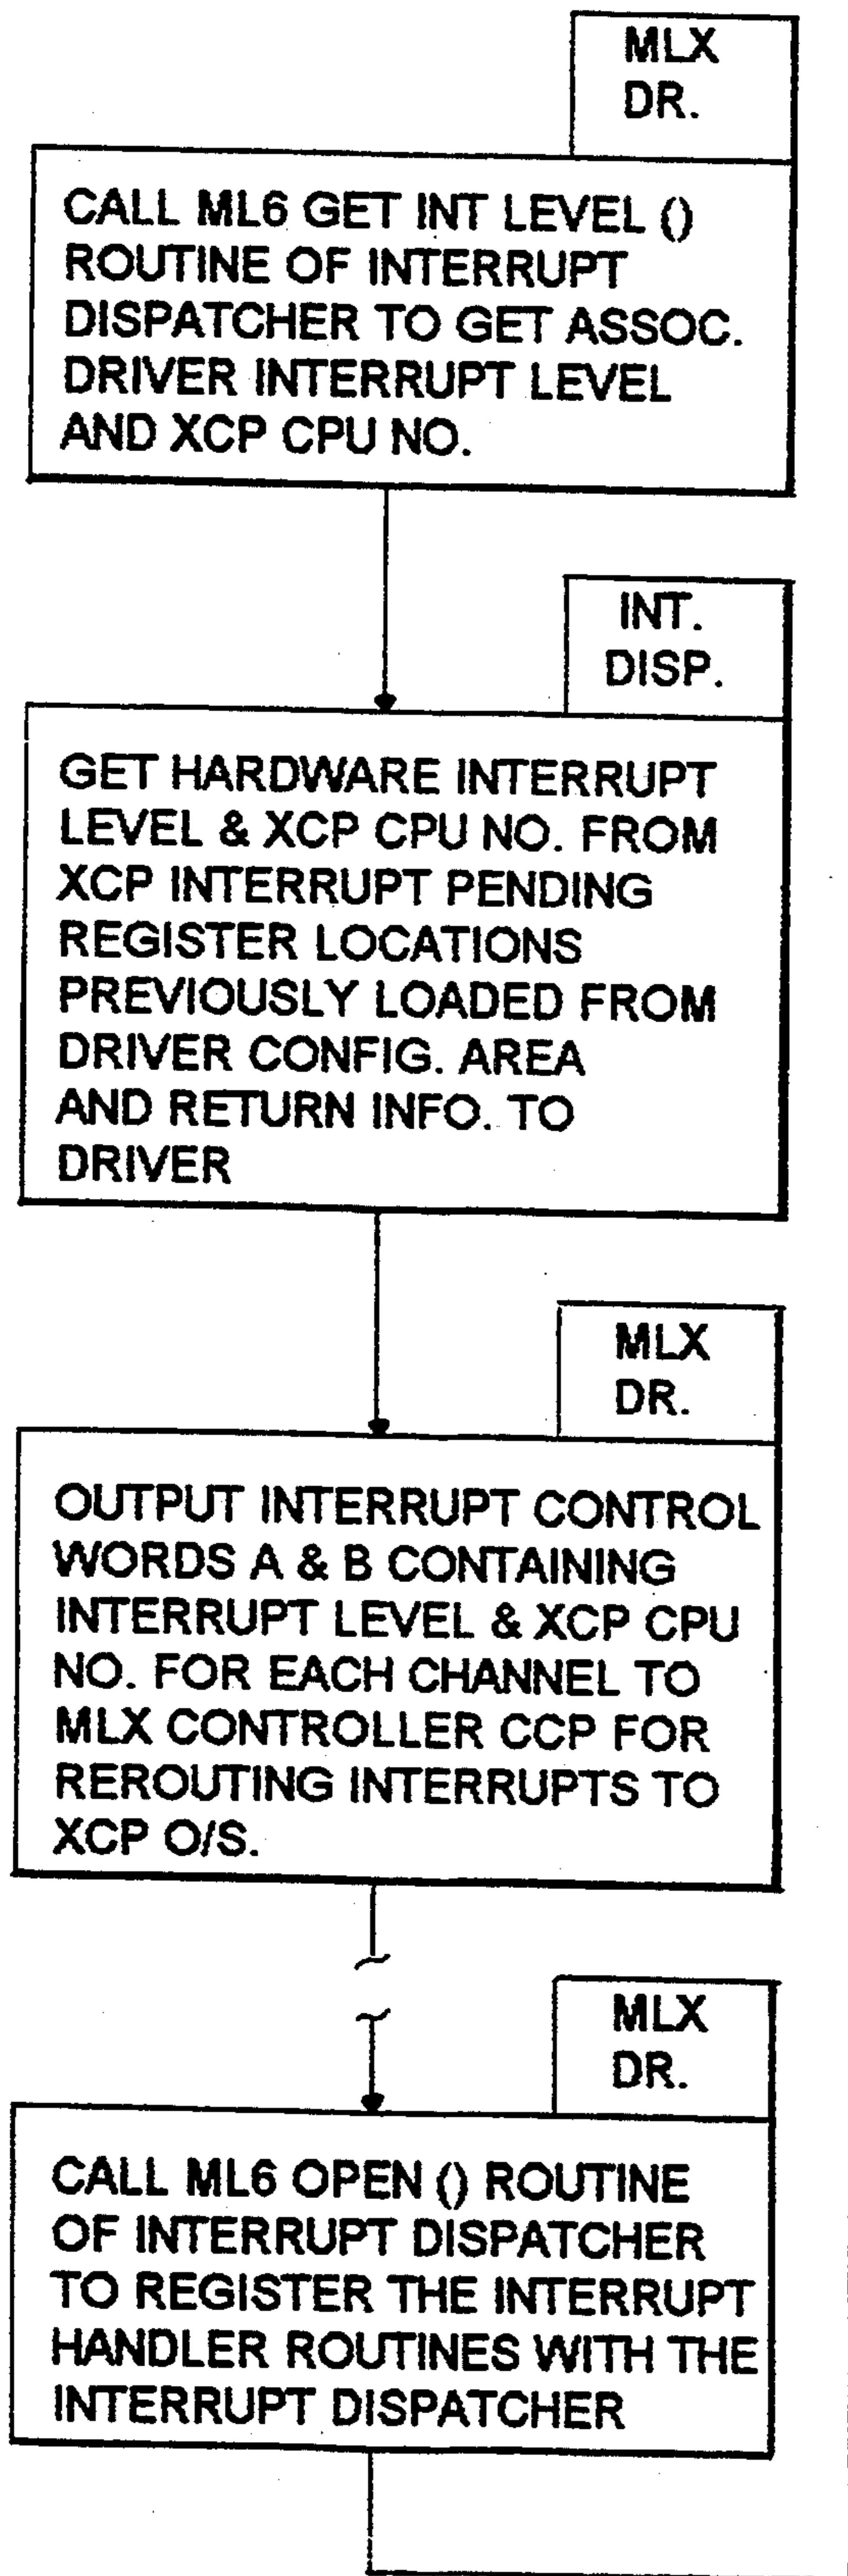 MLX
DR.
CALL ML6 GET INT LEVEL ()
ROUTINE OF INTERRUPT
DISPATCHER TO GET ASSOC.
DRIVER INTERRUPT LEVEL
AND XCP CPU NO.
INT.
DISP.
GET HARDWARE INTERRUPT
LEVEL & XCP CPU NO. FROM
XCP INTERRUPT PENDING
REGISTER LOCATIONS
PREVIOUSLY LOADED FROM
DRIVER CONFIG. AREA
AND RETURN INFO. TO
DRIVER
MLX
DR.
OUTPUT INTERRUPT CONTROL
WORDS A & B CONTAINING
INTERRUPT LEVEL & XCP CPU
NO. FOR EACH CHANNEL TO
MLX CONTROLLER CCP FOR
REROUTING INTERRUPTS TO
XCP O/S.
MLX
DR.
CALL ML6 OPEN () ROUTINE
OF INTERRUPT DISPATCHER
TO REGISTER THE INTERRUPT
HANDLER ROUTINES WITH THE
INTERRUPT DISPATCHER